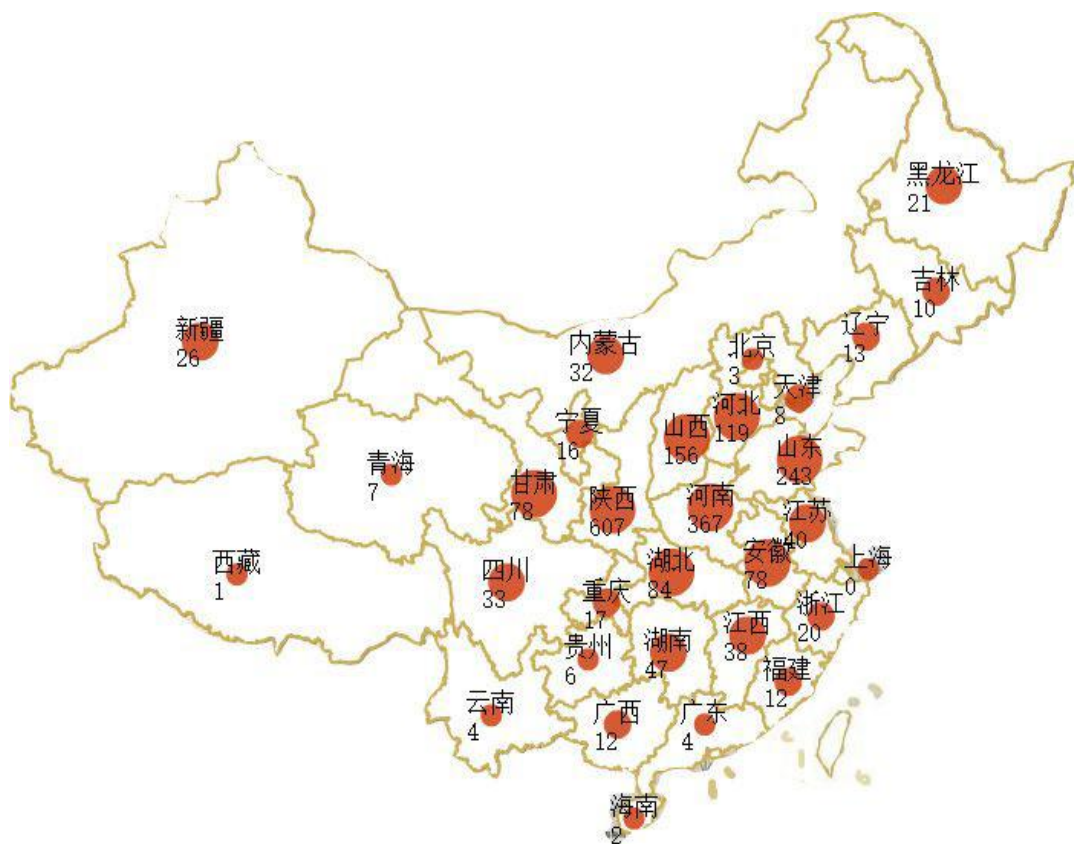 黑龙江
21
吉林
10
新疆
26
内蒙古
32
北京
3
辽宁
13
天津
8
宁夏
16
山西
156
河北
119
山东
243
青海
7
甘肃
78
陕西
607
河南
367
江苏
40
西藏
1
四川
33
重庆
17
湖北
84
安徽
78
上海
0
浙江
20
贵州
6
湖南
47
江西
38
福建
12
云南
4
广西
12
广东
4
海南
2